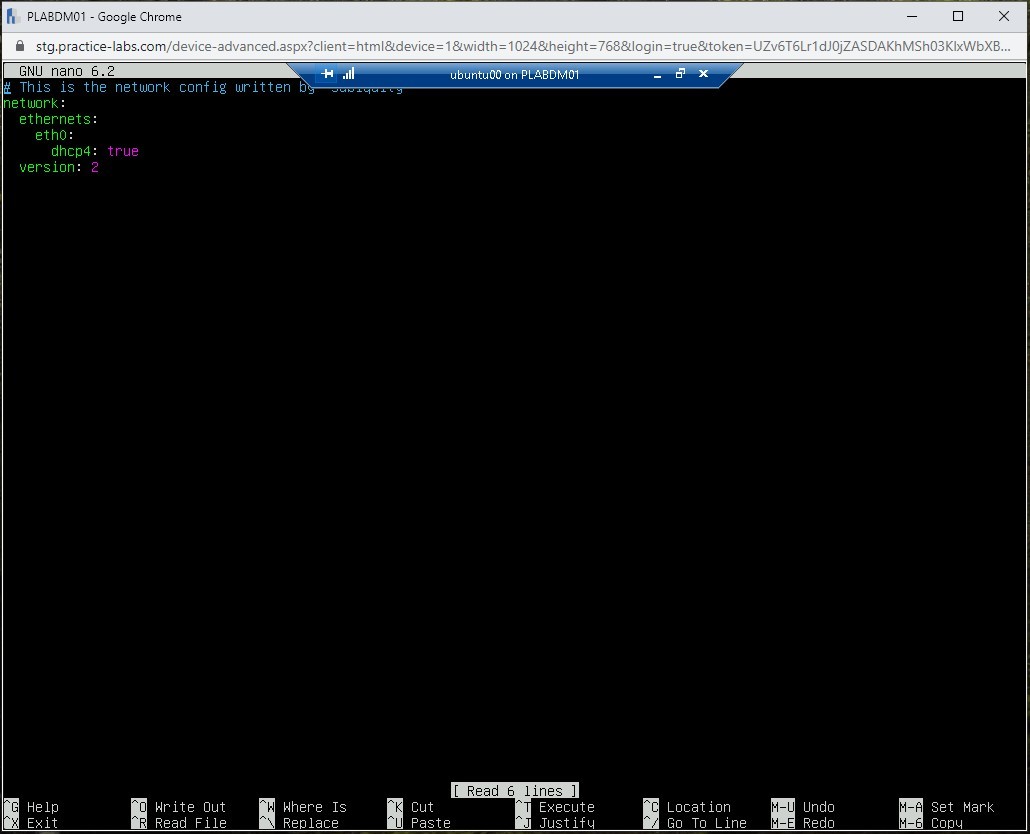 PLABDM01 - Google Chrome
stg.practice-labs.com/device-advanced.aspx?client=html&device=1&width=1024&height=768&login=true&token=UZv6T6Lr1dJ0jZASDAKhMSh03KlxWbXB...
GNU nano 6.2
ubuntu00 on PLABDM01
# This is the network config written by 'subiquity'
network:
ethernets:
eth0:
dhcp4: true
version: 2
[ Read 6 lines ]
^G Help ^O Write Out ^W Where Is ^K Cut ^T Execute ^C Location M-U Undo M-A Set Mark
^X Exit ^R Read File ^\ Replace ^U Paste ^J Justify ^/ Go To Line M-E Redo M-6 Copy